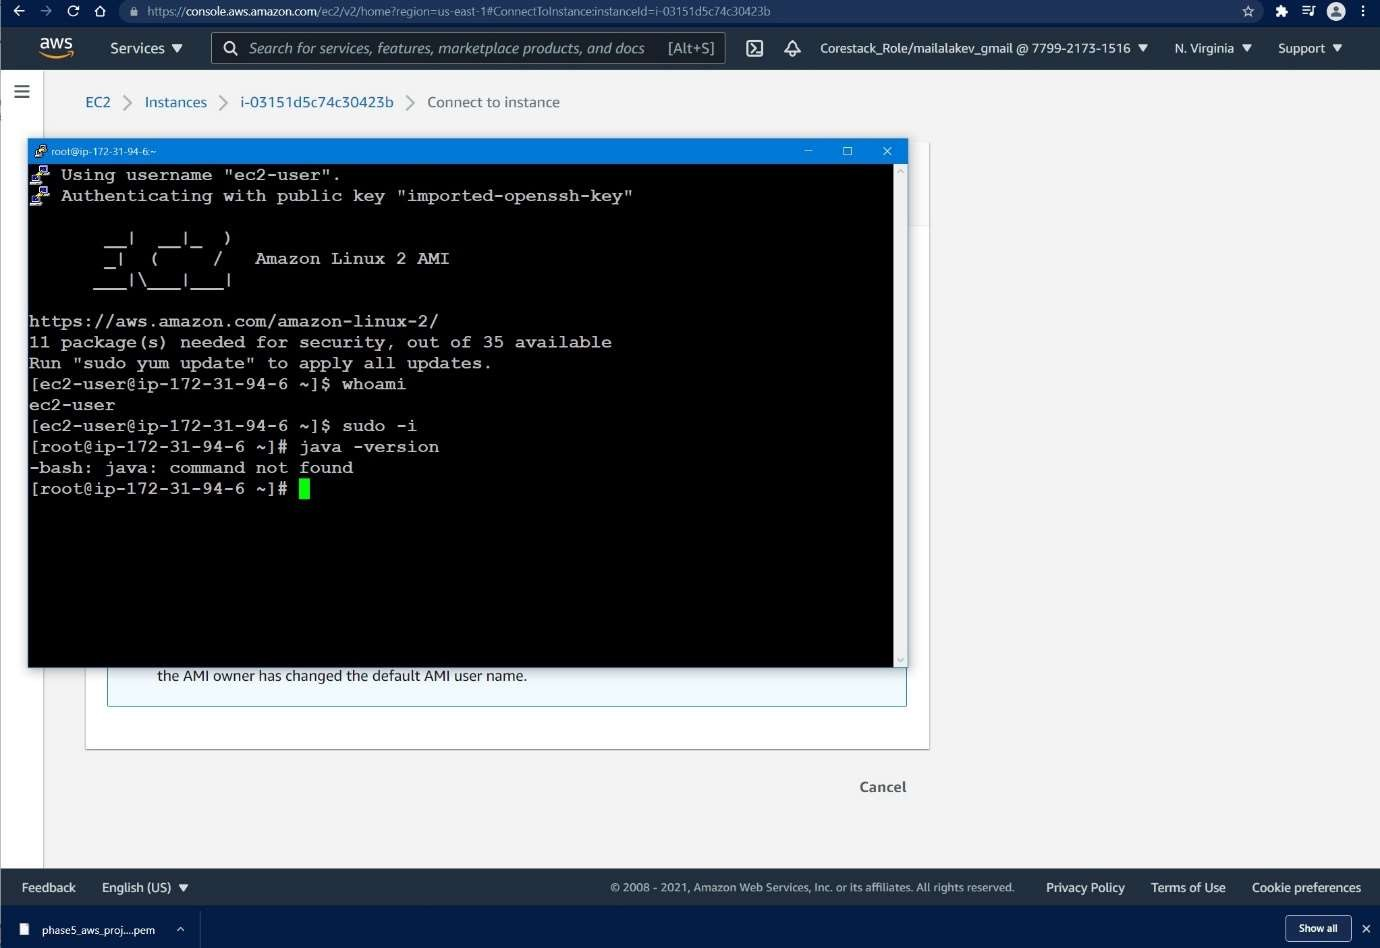 https://console.aws.amazon.com/ec2/v2/home?region=us-east-1#ConnectToInstance:instanceId=i-03151d5c74c30423b
aws Services ▼ Search for services, features, marketplace products, and docs [Alt+S] Corestack_Role/mailalakev_gmail @ 7799-2173-1516 ▼ N. Virginia ▼ Support ▼
EC2 > Instances > i-03151d5c74c30423b > Connect to instance
root@ip-172-31-94-6:~
Using username "ec2-user".
Authenticating with public key "imported-openssh-key"
__|  __|_  )
_|  (     /   Amazon Linux 2 AMI
___|\___|___|
https://aws.amazon.com/amazon-linux-2/
11 package(s) needed for security, out of 35 available
Run "sudo yum update" to apply all updates.
[ec2-user@ip-172-31-94-6 ~]$ whoami
ec2-user
[ec2-user@ip-172-31-94-6 ~]$ sudo -i
[root@ip-172-31-94-6 ~]# java -version
-bash: java: command not found
[root@ip-172-31-94-6 ~]#
the AMI owner has changed the default AMI user name.
Cancel
Feedback English (US) ▼ © 2008 - 2021, Amazon Web Services, Inc. or its affiliates. All rights reserved. Privacy Policy Terms of Use Cookie preferences
phase5_aws_proj....pem Show all